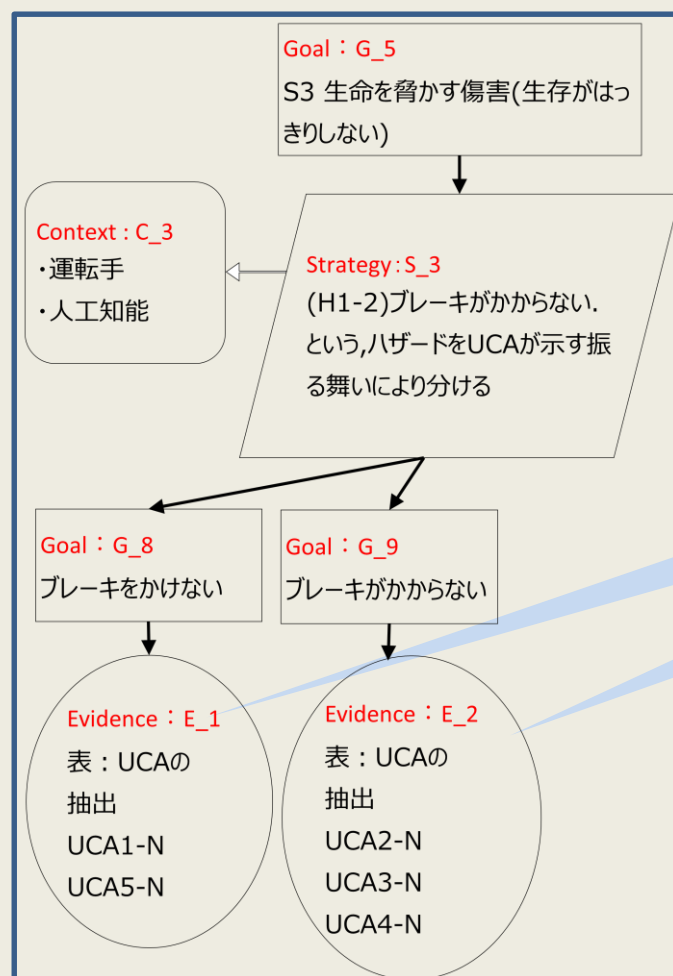 Goal：G_5
S3 生命を脅かす傷害(生存がはっ
きりしない)
Context : C_3
・運転手
・人工知能
Strategy：S_3
(H1-2)ブレーキがかからない.
という,ハザードをUCAが示す振
る舞いにより分ける
Goal：G_8
ブレーキをかけない
Goal：G_9
ブレーキがかからない
Evidence：E_1
表：UCAの
抽出
UCA1-N
UCA5-N
Evidence：E_2
表：UCAの
抽出
UCA2-N
UCA3-N
UCA4-N